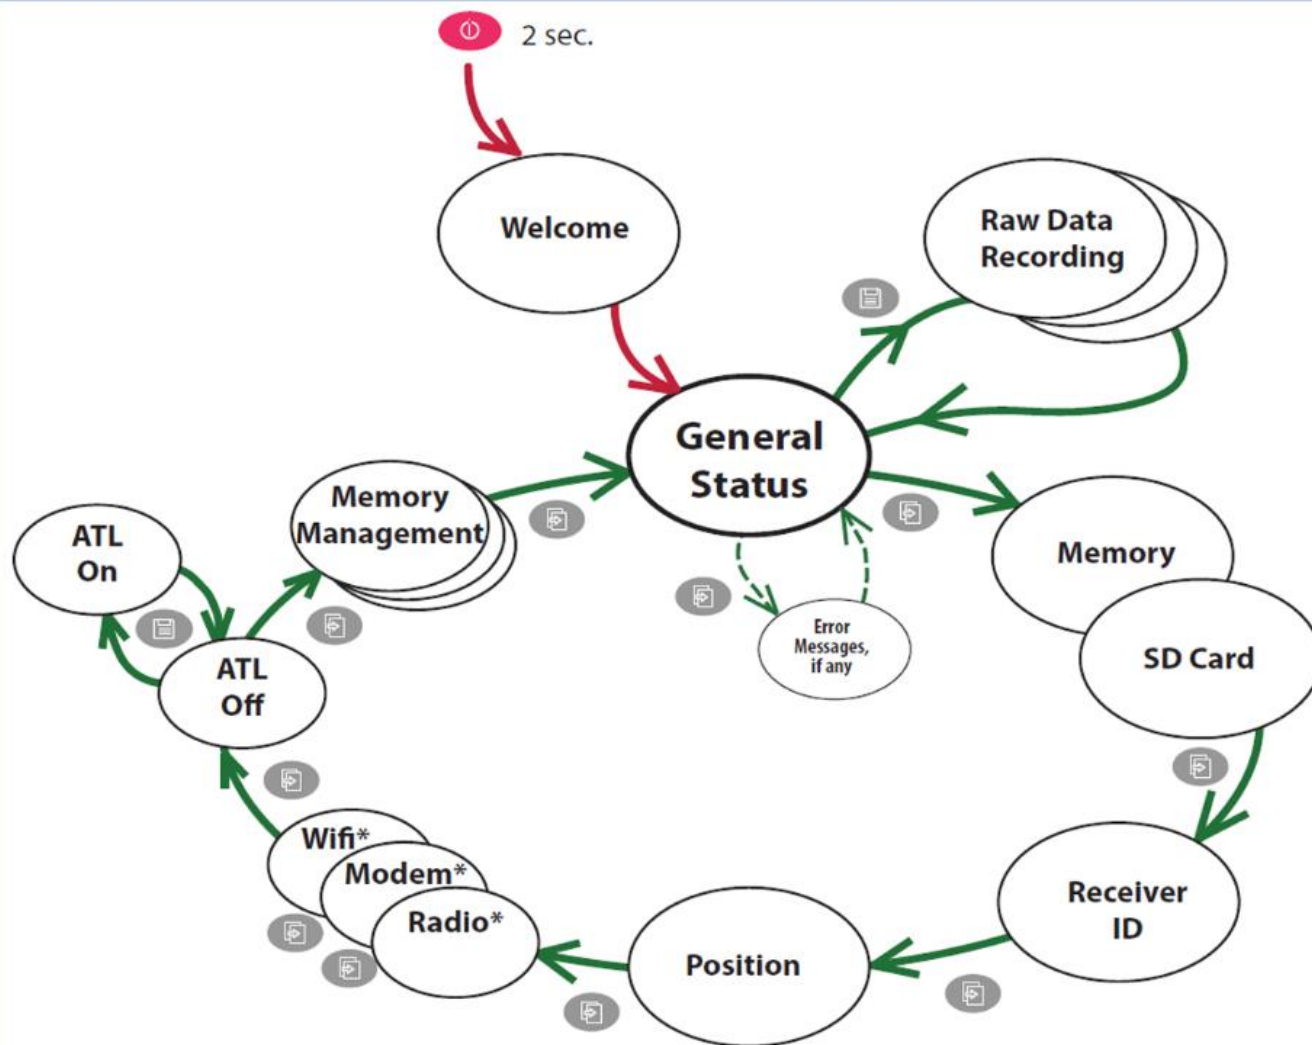 2 sec.
Welcome
Raw Data
Recording
General
Status
Memory
Management
ATL
On
Memory
Error
Messages,
if any
SD Card
ATL
Off
Wifi*
Modem*
Radio*
Receiver
ID
Position